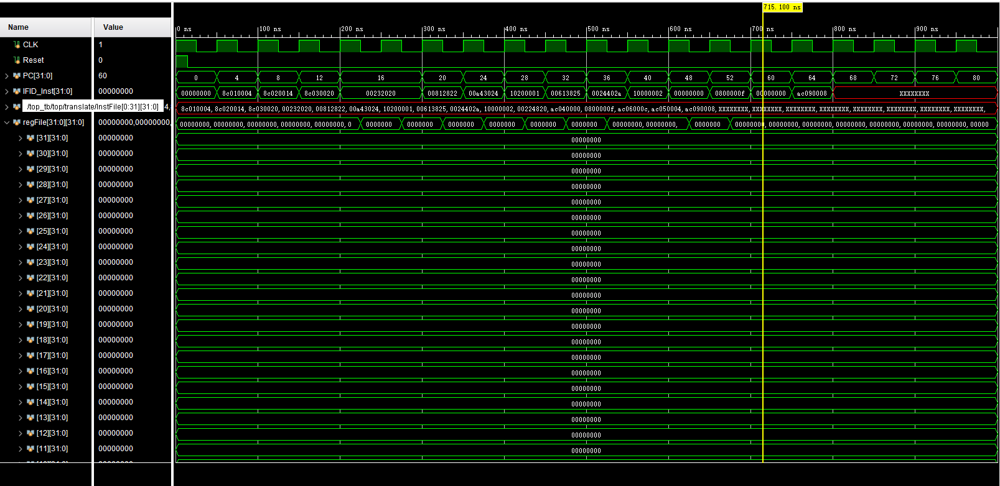 715.100 ns
Name Value
0 ns 100 ns 200 ns 300 ns 400 ns 500 ns 600 ns 700 ns 800 ns 900 ns
CLK 1
Reset 0
PC[31:0] 60 0 4 8 12 16 20 24 28 32 36 40 48 52 60 64 68 72 76 80
IFID_Inst[31:0] 00000000 00000000 8c010004 8c020014 8c030020 00232020 00812822 00a43024 10200001 00613825 0024402a 10000002 00000000 0800000f 00000000 ac090008 XXXXXXXX
/top_tb/top/translate/InstFile[0:31][31:0] 4, 8c010004,8c020014,8c030020,00232020,00812822,00a43024,10200001,00613825,0024402a,10000002,00224820,ac040000,0800000f,ac06000c,ac050004,ac090008,XXXXXXXX,XXXXXXXX,XXXXXXXX,XXXXXXXX,XXXXXXXX,XXXXXXXX,XXXXXXXX,XXXXXXXX,
regFile[31:0][31:0] 00000000,00000000, 00000000,00000000,00000000,00000000,00000000,0 0000000 0000000 0000000 0000000 0000000 0000000 00000000,00000000, 0000000 00000000,00000000,00000000,00000000,00000000,00000000,00000000,00000
[31][31:0] 00000000 00000000
[30][31:0] 00000000 00000000
[29][31:0] 00000000 00000000
[28][31:0] 00000000 00000000
[27][31:0] 00000000 00000000
[26][31:0] 00000000 00000000
[25][31:0] 00000000 00000000
[24][31:0] 00000000 00000000
[23][31:0] 00000000 00000000
[22][31:0] 00000000 00000000
[21][31:0] 00000000 00000000
[20][31:0] 00000000 00000000
[19][31:0] 00000000 00000000
[18][31:0] 00000000 00000000
[17][31:0] 00000000 00000000
[16][31:0] 00000000 00000000
[15][31:0] 00000000 00000000
[14][31:0] 00000000 00000000
[13][31:0] 00000000 00000000
[12][31:0] 00000000 00000000
[11][31:0] 00000000 00000000